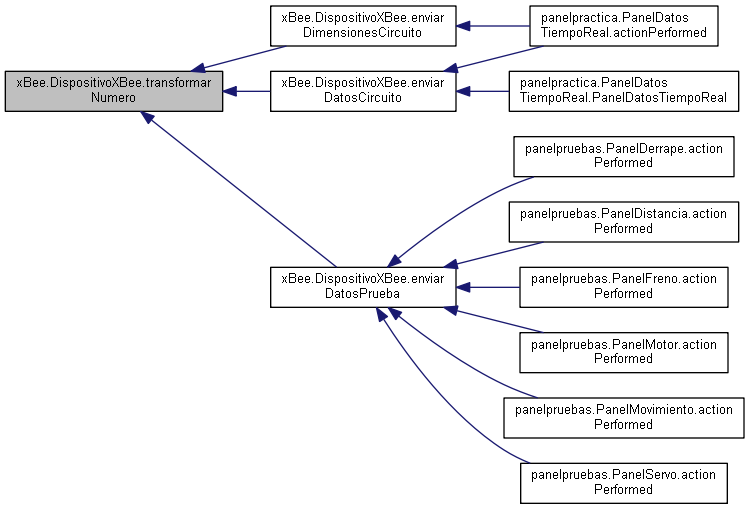 xBee.DispositivoXBee.transformar
Numero
xBee.DispositivoXBee.enviar
DimensionesCircuito
xBee.DispositivoXBee.enviar
DatosCircuito
xBee.DispositivoXBee.enviar
DatosPrueba
panelpractica.PanelDatos
TiempoReal.actionPerformed
panelpractica.PanelDatos
TiempoReal.PanelDatosTiempoReal
panelpruebas.PanelDerrape.action
Performed
panelpruebas.PanelDistancia.action
Performed
panelpruebas.PanelFreno.action
Performed
panelpruebas.PanelMotor.action
Performed
panelpruebas.PanelMovimiento.action
Performed
panelpruebas.PanelServo.action
Performed